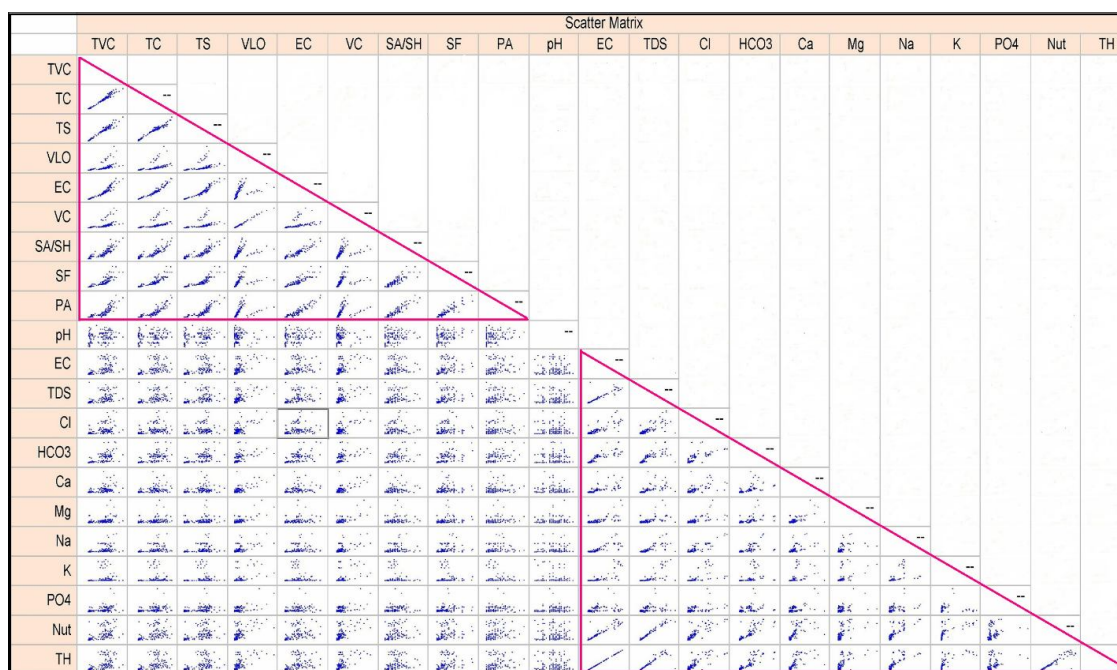 Scatter Matrix
TVC TC TS VLO EC VC SA/SH SF PA pH EC TDS Cl HCO3 Ca Mg Na K PO4 Nut TH
TVC
TC --
TS --
VLO --
EC --
VC --
SA/SH --
SF --
PA --
pH --
EC --
TDS --
Cl --
HCO3 --
Ca --
Mg --
Na --
K --
PO4 --
Nut --
TH